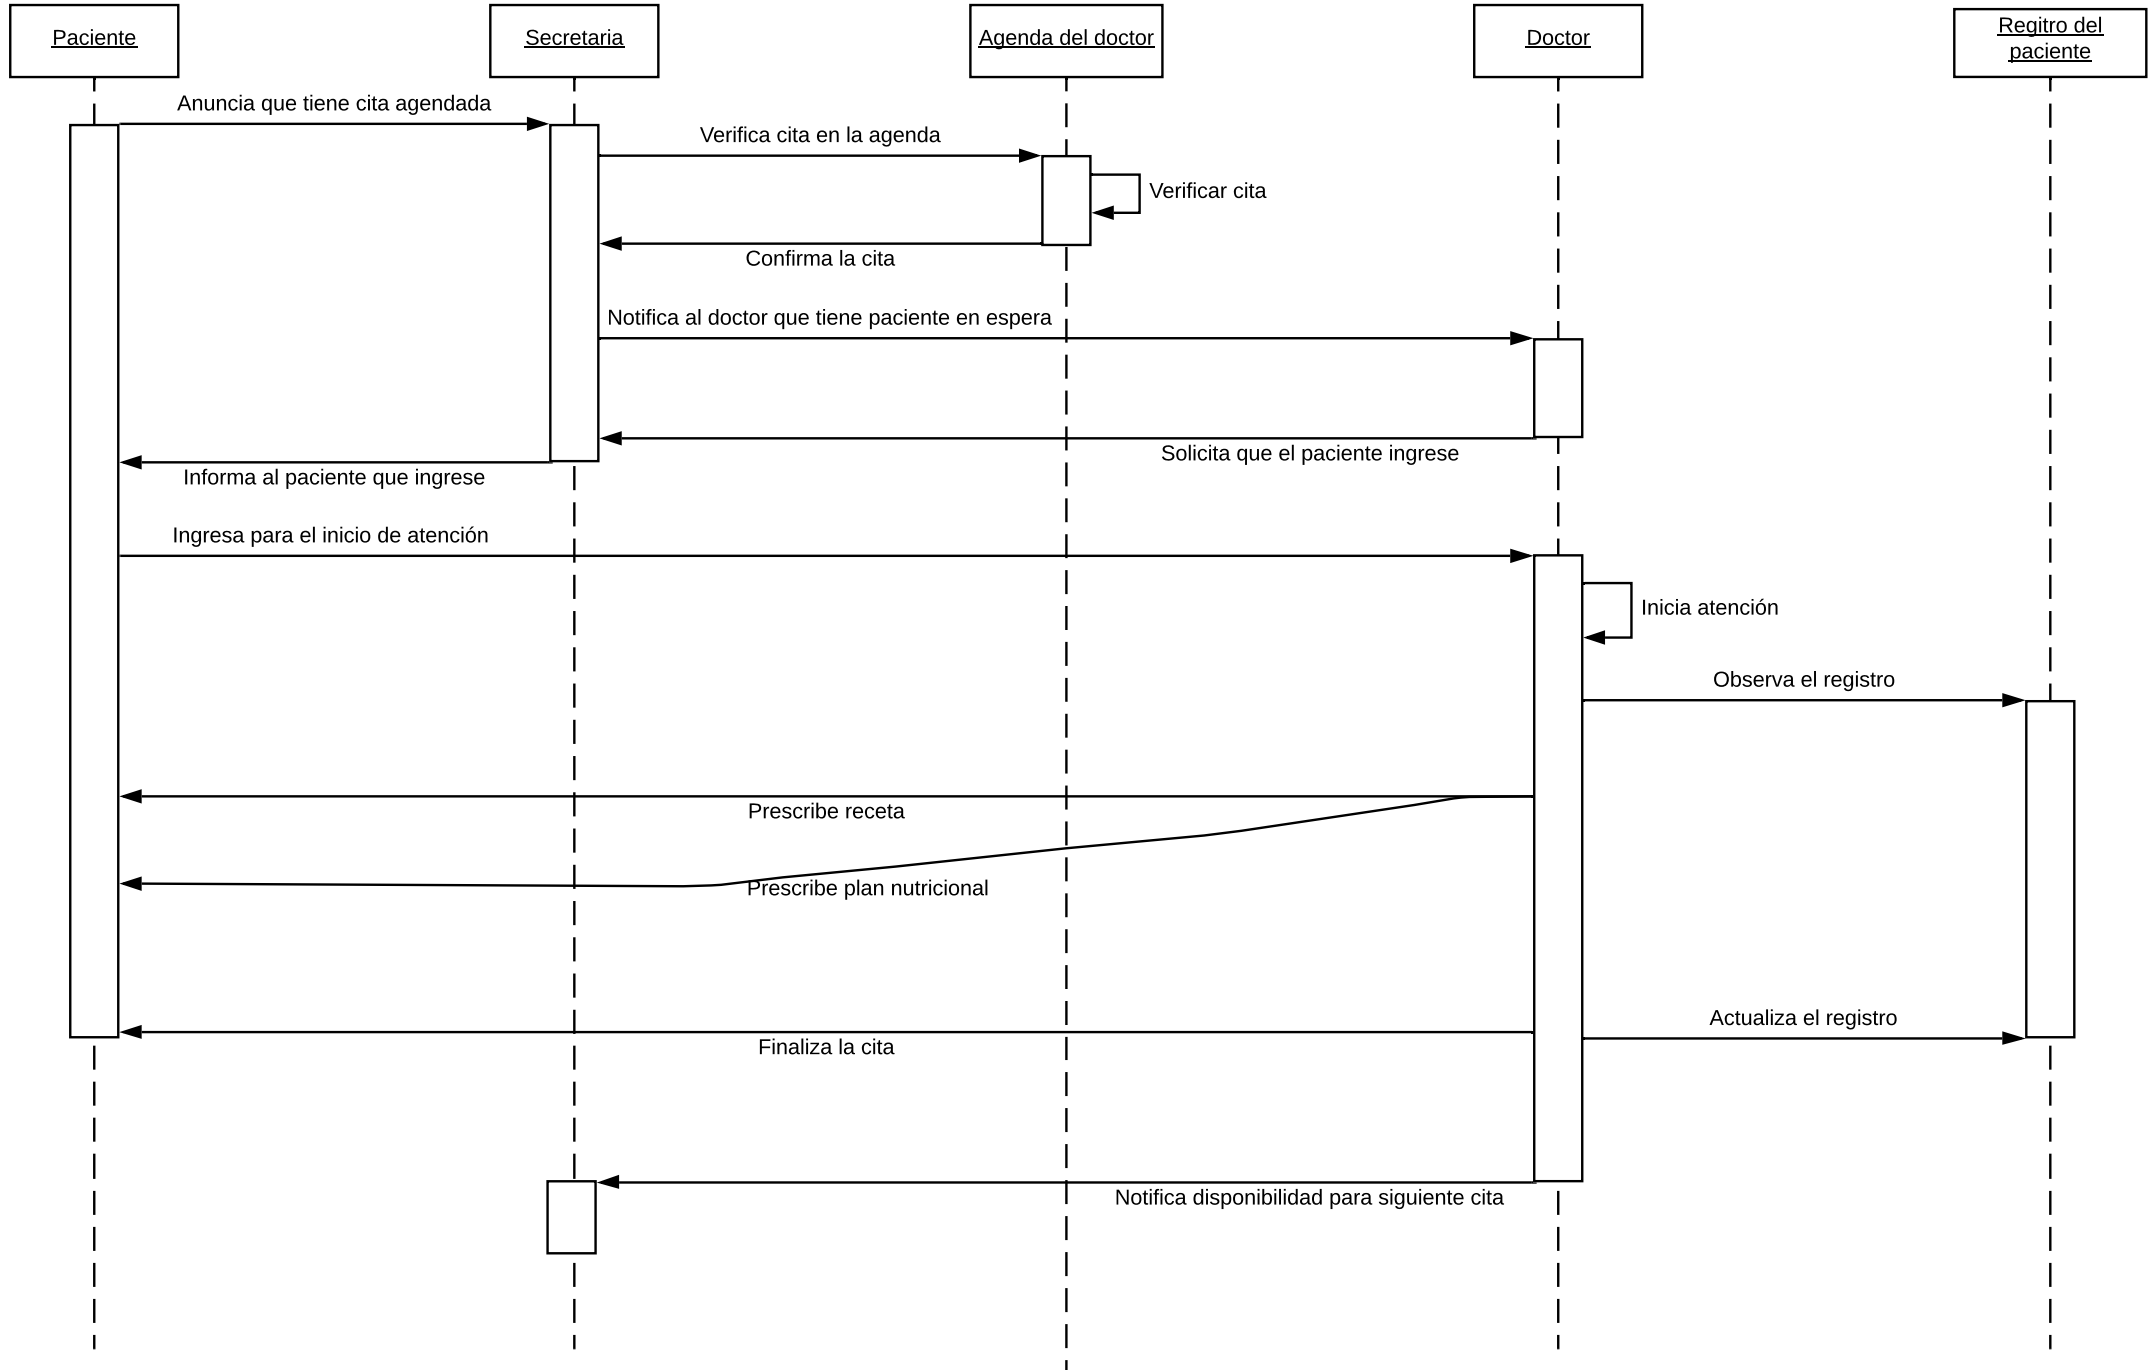 Paciente
Secretaria
Agenda del doctor
Doctor
Regitro del
paciente
Anuncia que tiene cita agendada
Verifica cita en la agenda
Verificar cita
Confirma la cita
Notifica al doctor que tiene paciente en espera
Solicita que el paciente ingrese
Informa al paciente que ingrese
Ingresa para el inicio de atención
Inicia atención
Observa el registro
Prescribe receta
Prescribe plan nutricional
Actualiza el registro
Finaliza la cita
Notifica disponibilidad para siguiente cita